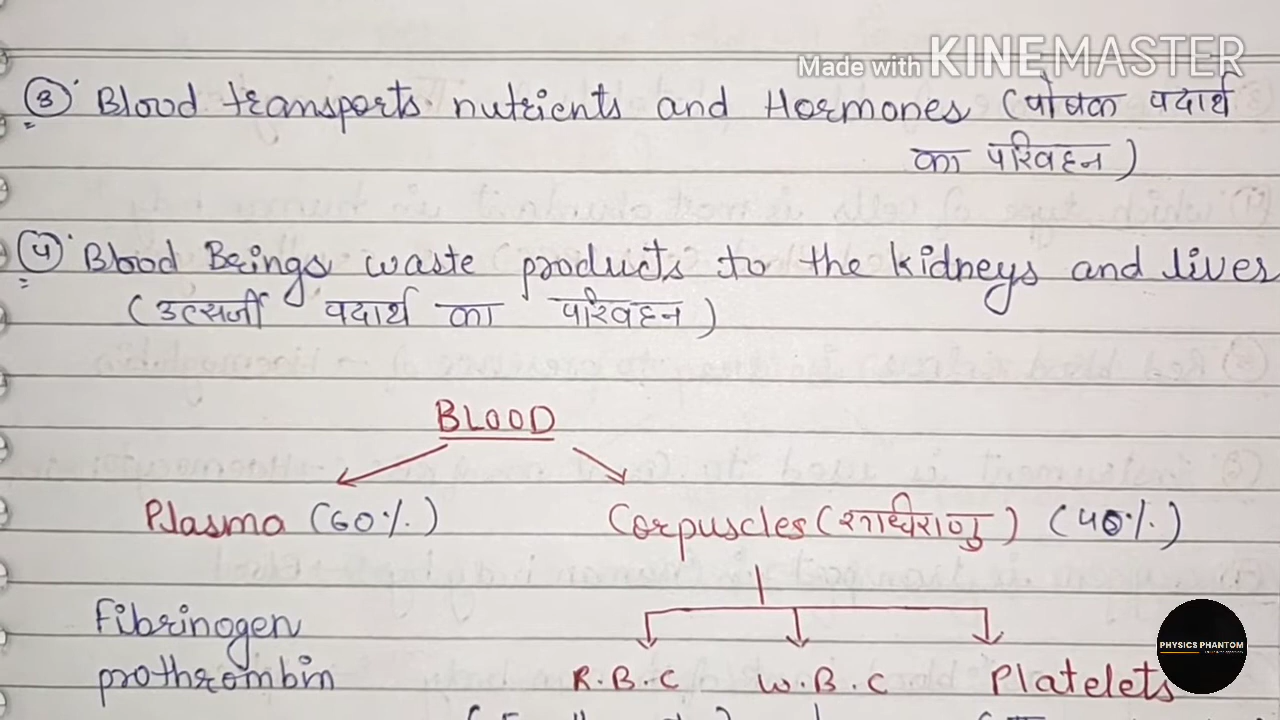 Made with KINEMASTER
③ Blood transports nutrients and Hormones (पोषक पदार्थ
का परिवहन)
④ Blood Brings waste products to the kidneys and liver
(उत्सर्जी पदार्थ का परिवहन)
BLOOD
Plasma (60%) Corpuscles (रूधिराणु) (40%)
Fibrinogen
prothrombin R.B.C W.B.C Platelets
PHYSICS PHANTOM